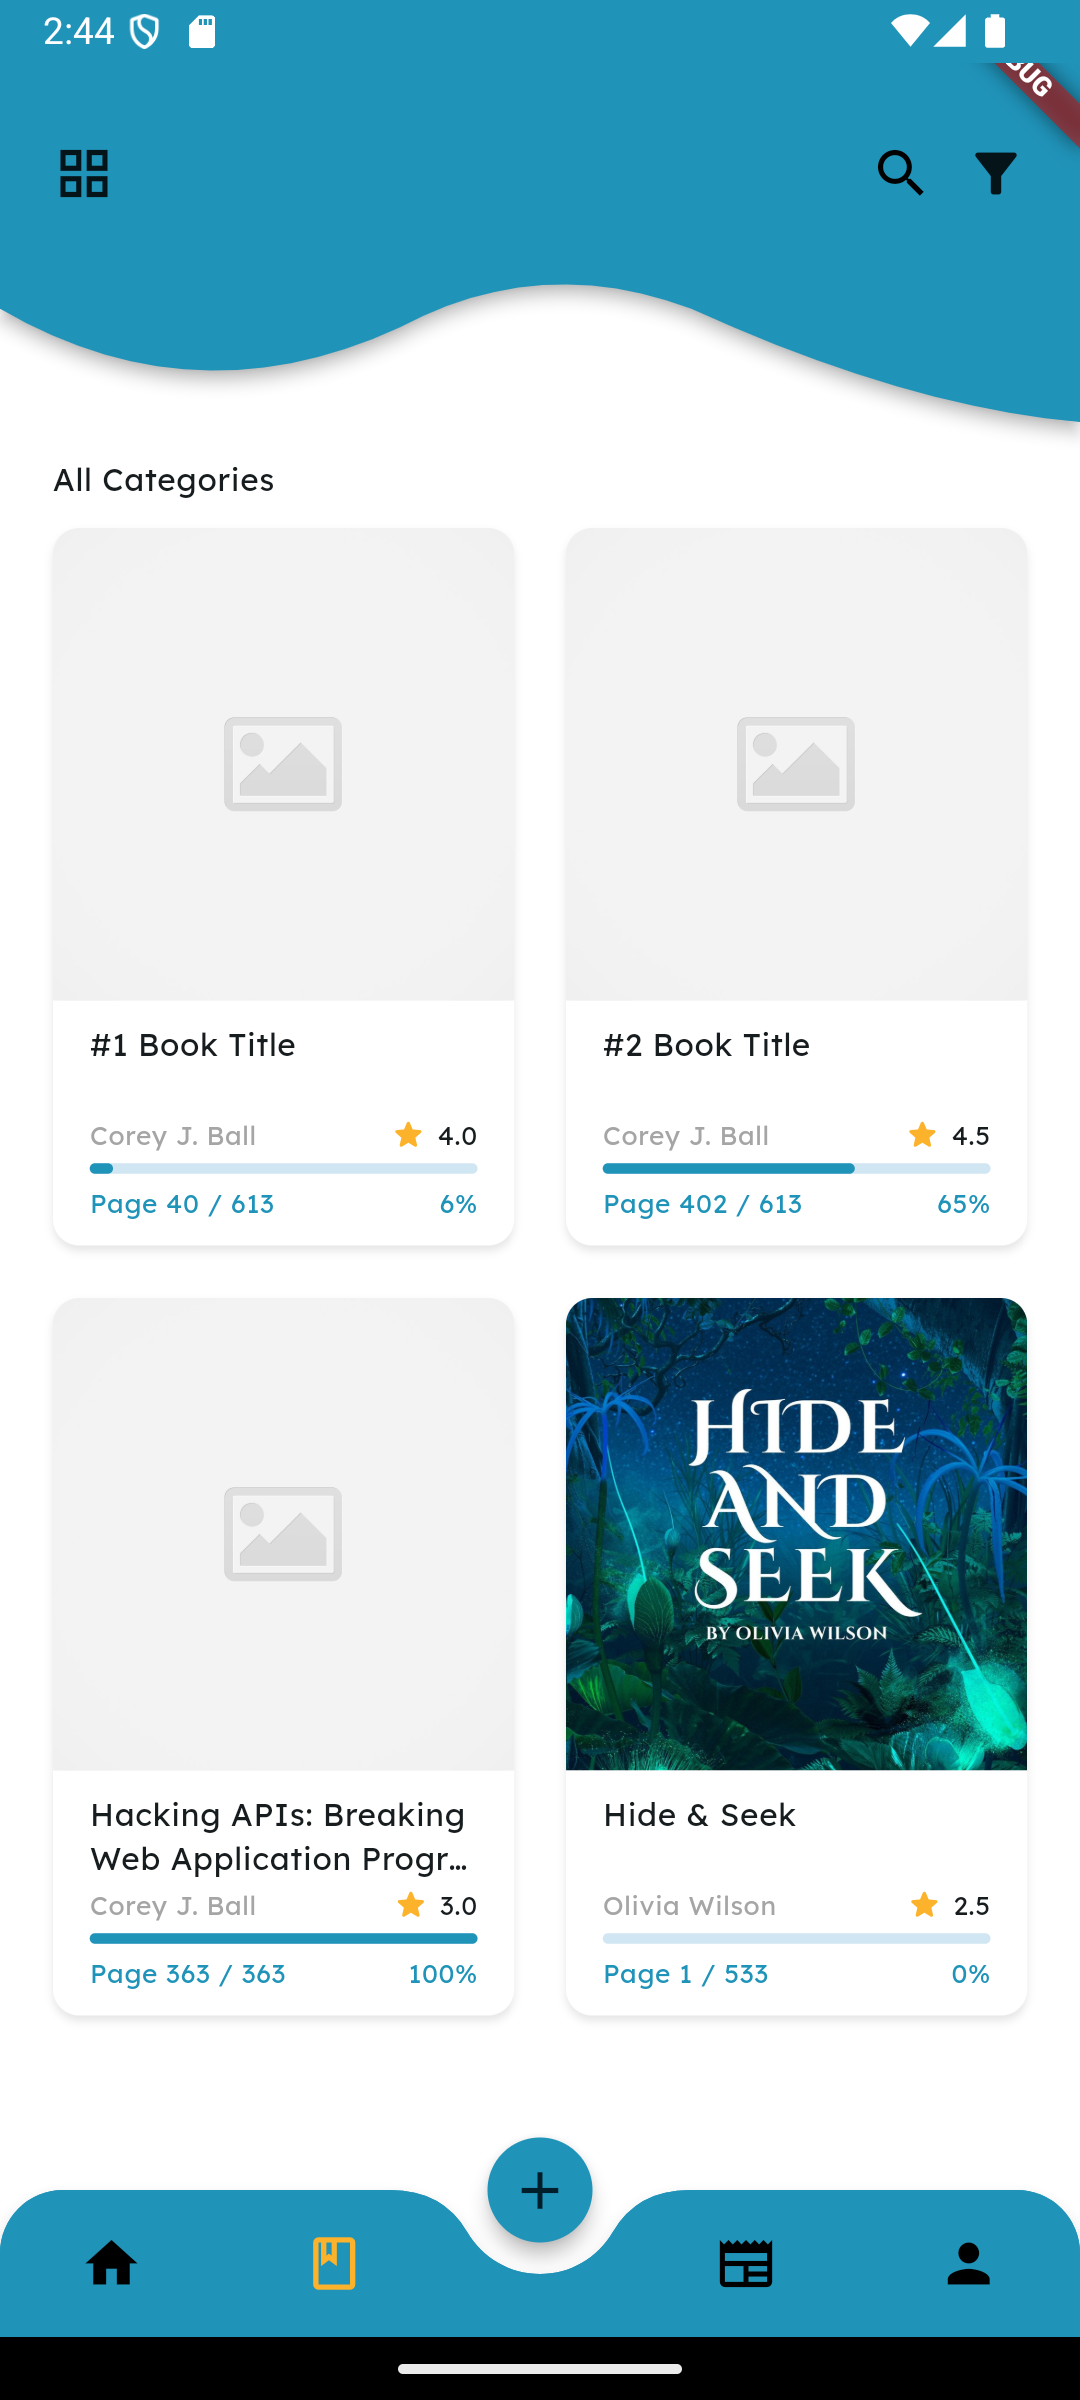 2:44
BUG
All Categories
#1 Book Title
Corey J. Ball 4.0
Page 40 / 613 6%
#2 Book Title
Corey J. Ball 4.5
Page 402 / 613 65%
Hacking APIs: Breaking
Web Application Progr...
Corey J. Ball 3.0
Page 363 / 363 100%
HIDE
AND
SEEK
BY OLIVIA WILSON
Hide & Seek
Olivia Wilson 2.5
Page 1 / 533 0%